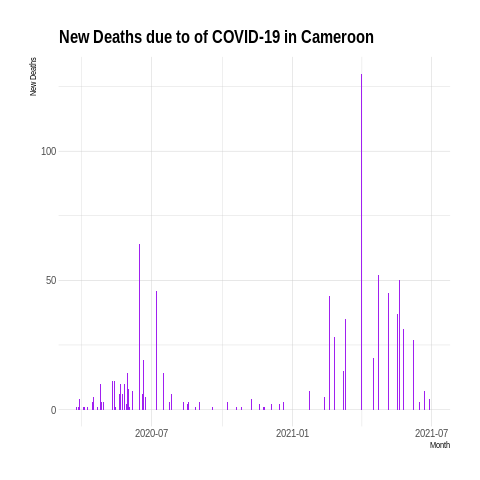 New Deaths due to of COVID-19 in Cameroon
New Deaths
100
50
0
2020-07
2021-01
2021-07
Month